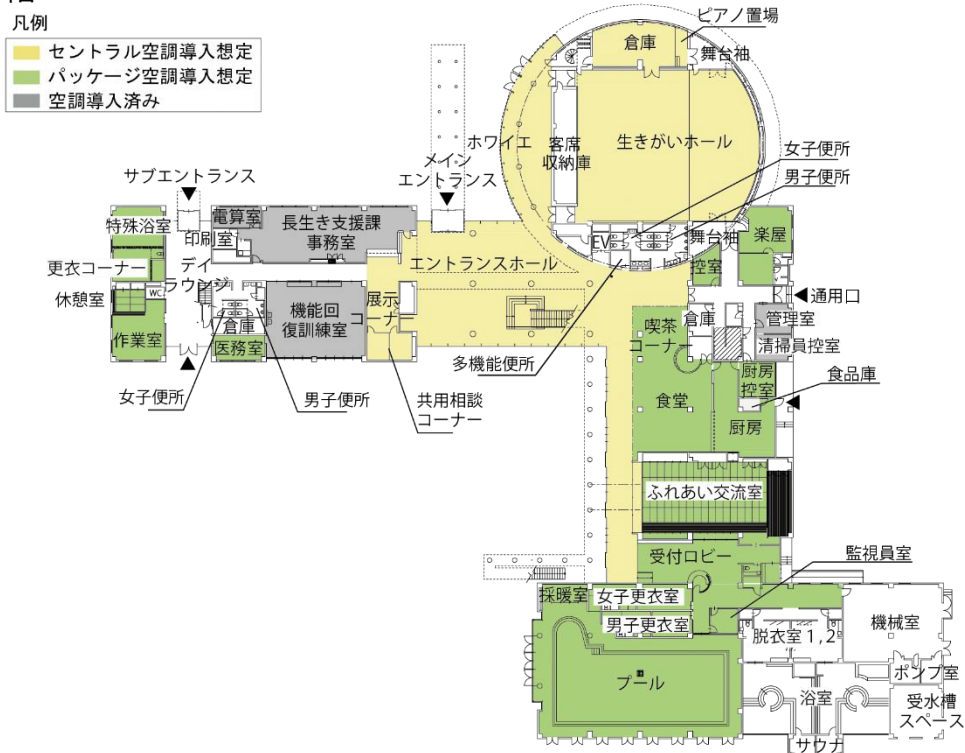 凡例
セントラル空調導入想定
パッケージ空調導入想定
空調導入済み
ピアノ置場
倉庫
舞台袖
ホワイエ
客席
収納庫
生きがいホール
女子便所
男子便所
メイン
エントランス
サブエントランス
特殊浴室
電算室
印刷室
長生き支援課
事務室
EV
舞台袖
楽屋
更衣コーナー
デイ
ラウンジ
エントランスホール
控室
休憩室
WC
機能回
復訓練室
展示
コーナー
通用口
倉庫
管理室
作業室
倉庫
医務室
喫茶
コーナー
清掃員控室
多機能便所
厨房
控室
食品庫
女子便所
男子便所
共用相談
コーナー
食堂
厨房
ふれあい交流室
受付ロビー
監視員室
採暖室
女子更衣室
男子更衣室
脱衣室1,2
機械室
プール
ポンプ室
浴室
受水槽
スペース
サウナ